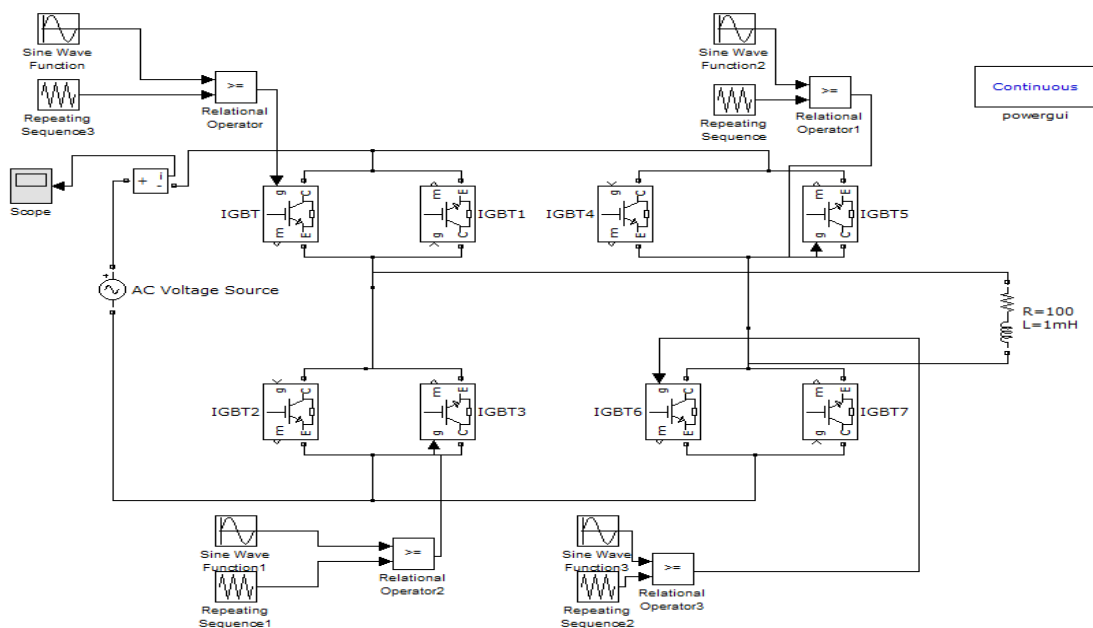 Sine Wave
Function
Repeating
Sequence3
>=
Relational
Operator
Sine Wave
Function2
Repeating
Sequence
>=
Relational
Operator1
Continuous
powergui
Scope
+
i
-
IGBT
g
C
m
E
IGBT1
m
E
g
C
IGBT4
g
C
m
E
IGBT5
m
E
g
C
+
AC Voltage Source
R=100
L=1mH
IGBT2
g
C
m
E
IGBT3
m
E
g
C
IGBT6
g
C
m
E
IGBT7
m
E
g
C
Sine Wave
Function1
Repeating
Sequence1
>=
Relational
Operator2
Sine Wave
Function3
Repeating
Sequence2
>=
Relational
Operator3